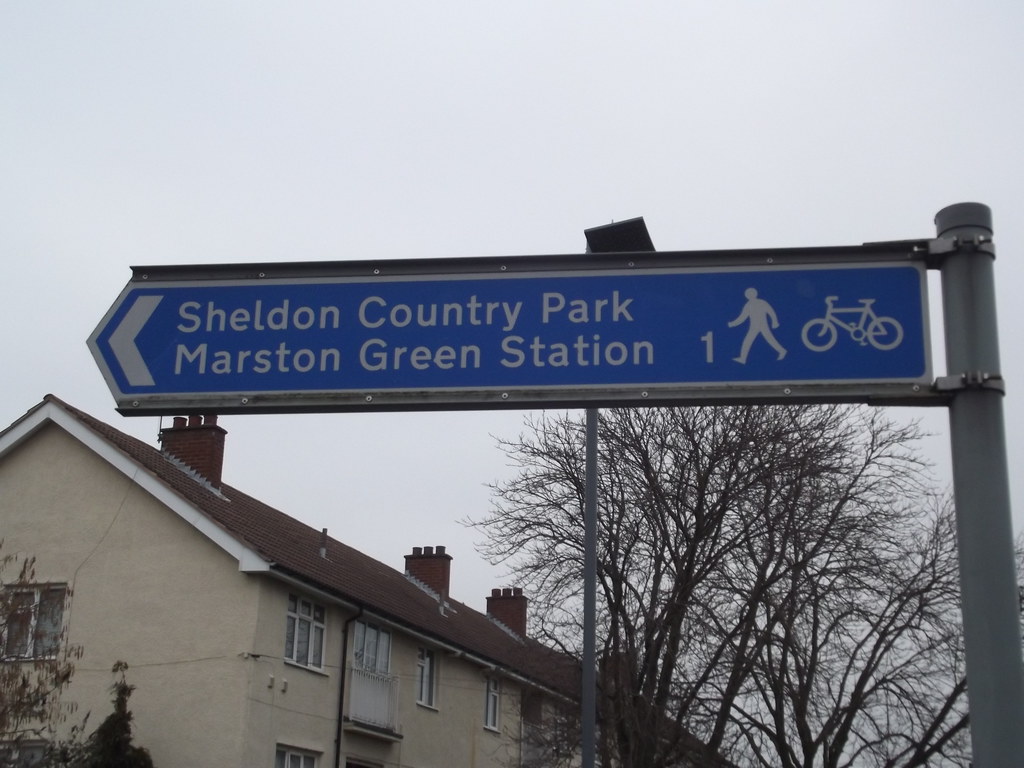 Sheldon Country Park
Marston Green Station 1